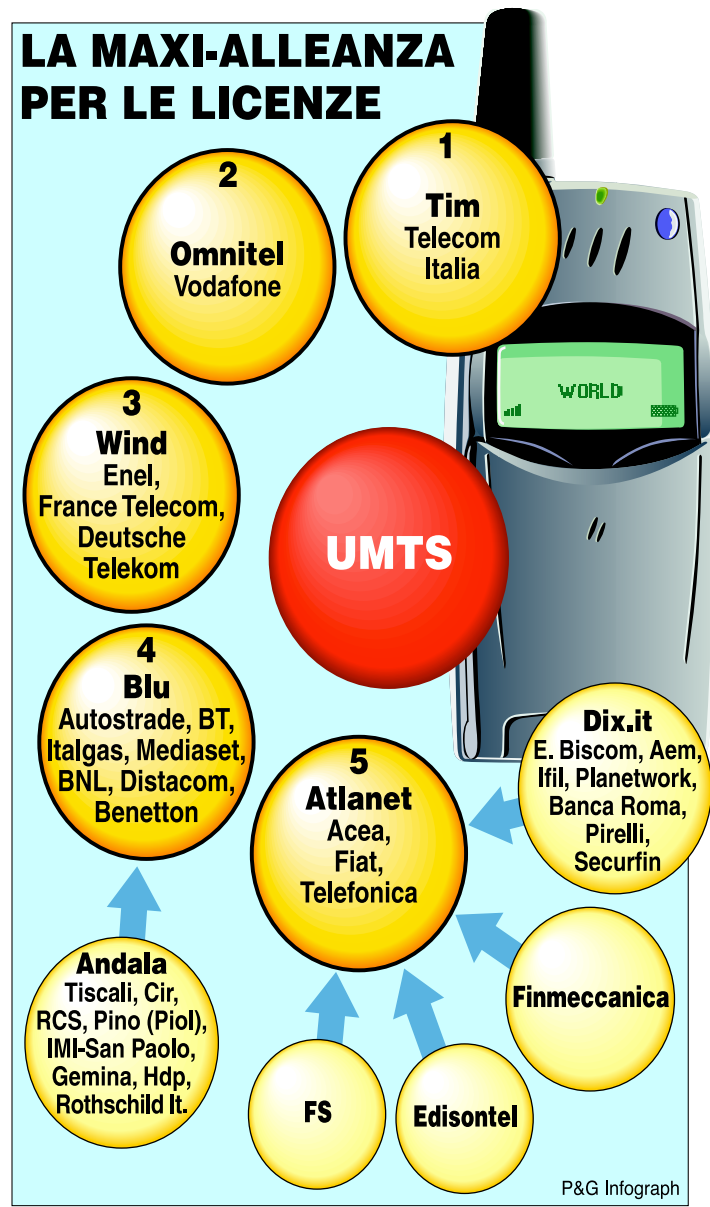 LA MAXI-ALLEANZA
PER LE LICENZE
1
Tim
Telecom
Italia
2
Omnitel
Vodafone
WORLD
3
Wind
Enel,
France Telecom,
Deutsche
Telekom
UMTS
4
Blu
Autostrade, BT,
Italgas, Mediaset,
BNL, Distacom,
Benetton
5
Atlanet
Acea,
Fiat,
Telefonica
Dix.it
E. Biscom, Aem,
Ifil, Planetwork,
Banca Roma,
Pirelli,
Securfin
Andala
Tiscali, Cir,
RCS, Pino (Piol),
IMI-San Paolo,
Gemina, Hdp,
Rothschild It.
Finmeccanica
FS
Edisontel
P&G Infograph